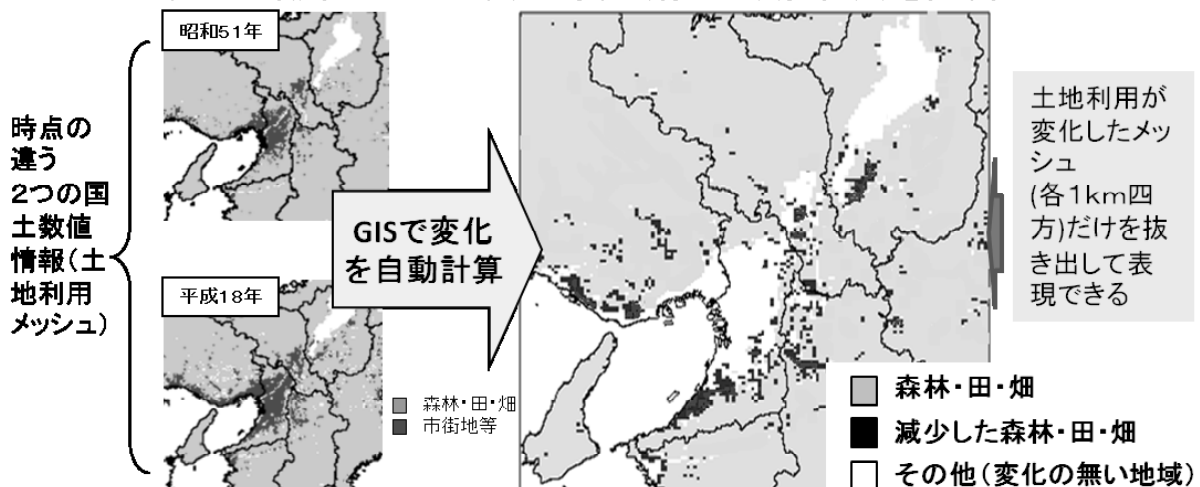 昭和51年
時点の
違う
2つの国
土数値
情報(土
地利用
メッシュ)
平成18年
GISで変化
を自動計算
森林・田・畑
市街地等
土地利用が
変化したメッ
シュ
(各1km四
方)だけを抜
き出して表
現できる
森林・田・畑
減少した森林・田・畑
その他(変化の無い地域)